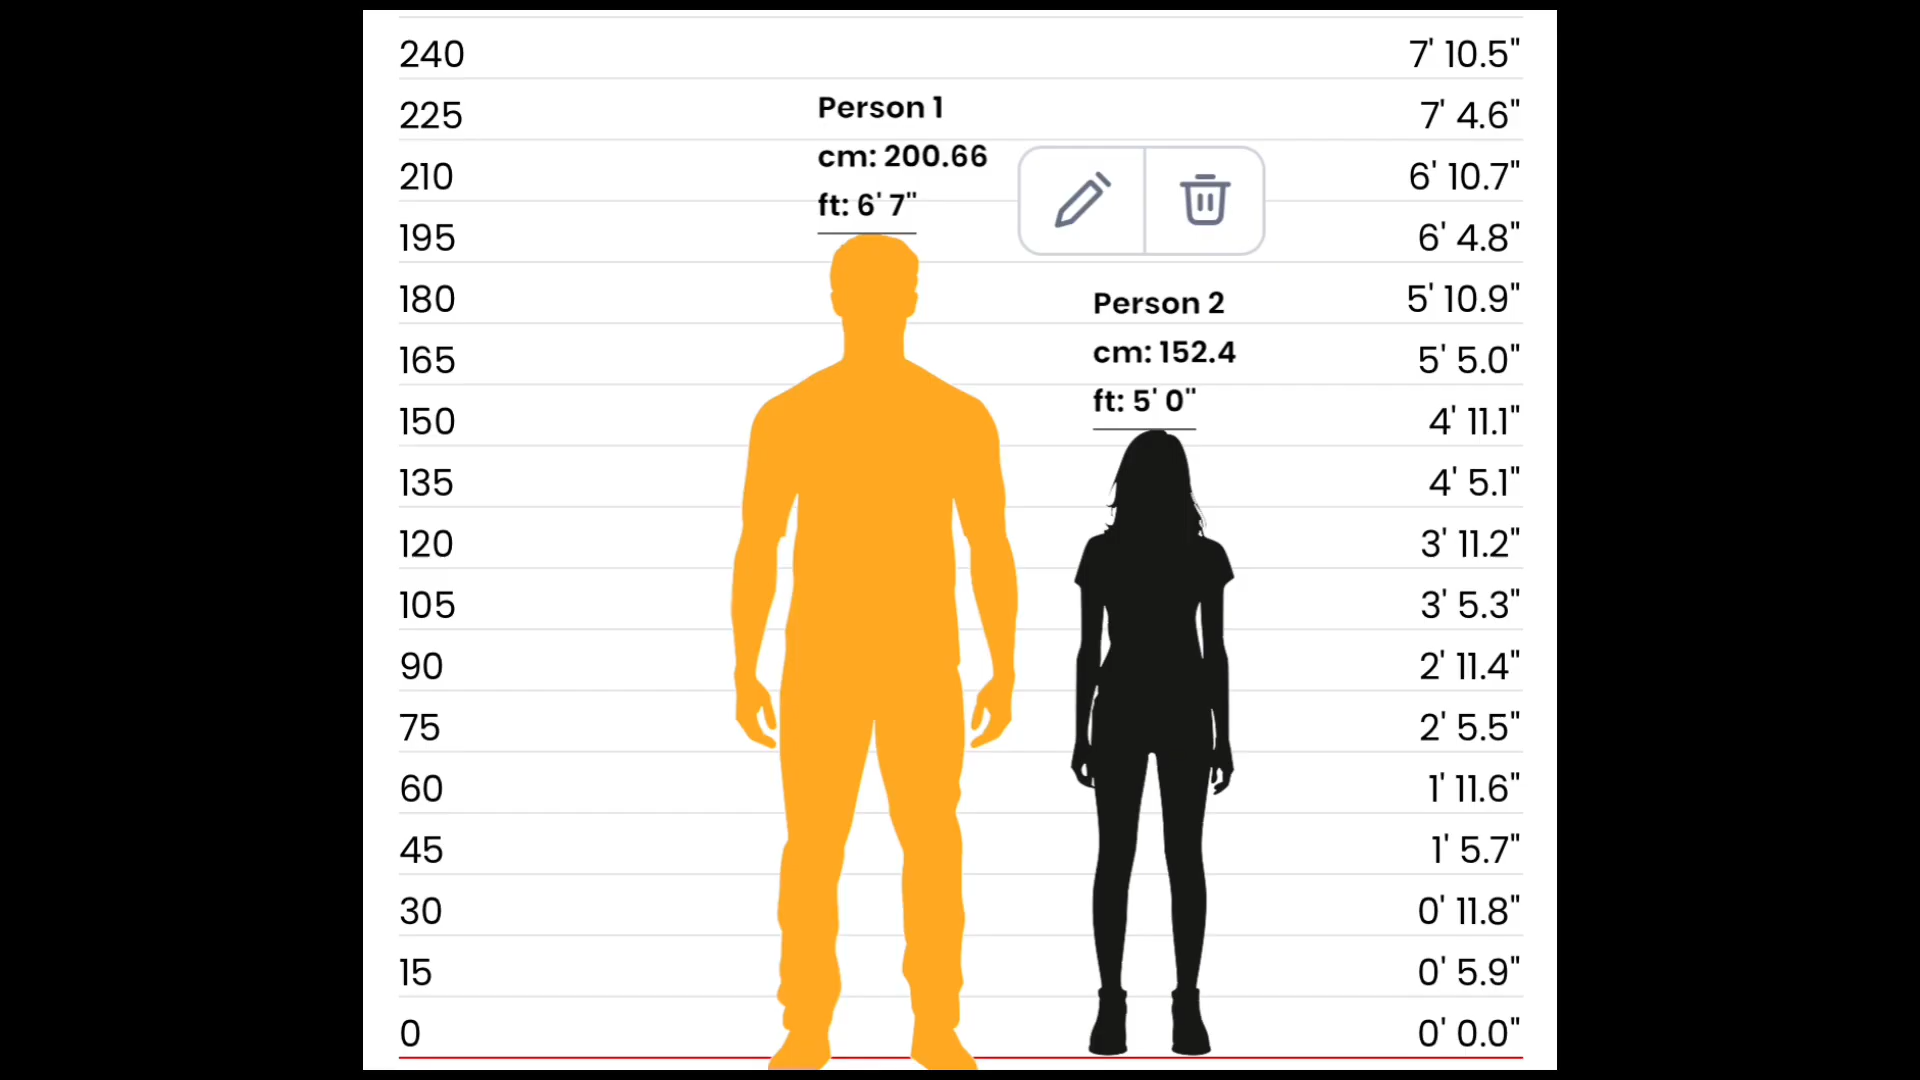 240 7' 10.5"
225 7' 4.6"
210 6' 10.7"
195 6' 4.8"
180 5' 10.9"
165 5' 5.0"
150 4' 11.1"
135 4' 5.1"
120 3' 11.2"
105 3' 5.3"
90 2' 11.4"
75 2' 5.5"
60 1' 11.6"
45 1' 5.7"
30 0' 11.8"
15 0' 5.9"
0 0' 0.0"
Person 1
cm: 200.66
ft: 6' 7"
Person 2
cm: 152.4
ft: 5' 0"